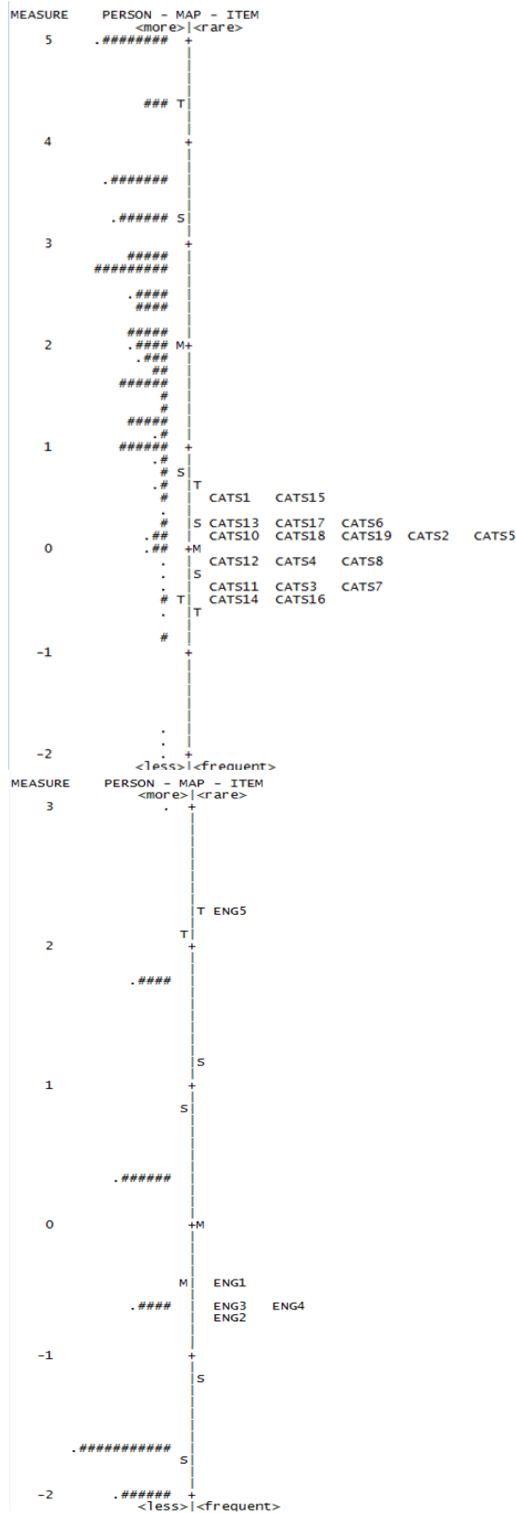 MEASURE PERSON - MAP - ITEM
<more>|<rare>
5 .######## +
|
|
|
|
|
### T|
|
|
4 +
|
|
|
.####### |
|
|
.###### S|
|
3 +
##### |
######### |
|
.#### |
#### |
|
##### |
2 .#### M+
.### |
## |
###### |
# |
# |
##### |
.# |
1 ###### +
.# |
# S|
.# |T
# | CATS1 CATS15
. |
# |S CATS13 CATS17 CATS6
.## | CATS10 CATS18 CATS19 CATS2 CATS5
0 .## +M
. | CATS12 CATS4 CATS8
. |S
. | CATS11 CATS3 CATS7
# T| CATS14 CATS16
. |T
|
# |
-1 +
|
|
|
|
|
|
. |
. |
-2 . +
<less>|<frequent>
MEASURE PERSON - MAP - ITEM
<more>|<rare>
3 . +
|
|
|
|
|
|
|
|T ENG5
|
T|
2 +
|
|
.#### |
|
|
|
|
|
|S
|
1 +
|
S|
|
|
|
|
.###### |
|
|
|
0 +M
|
|
|
|
M| ENG1
|
.#### | ENG3 ENG4
| ENG2
|
|
-1 +
|
|S
|
|
|
|
|
.########### |
S|
|
|
-2 .###### +
<less>|<frequent>